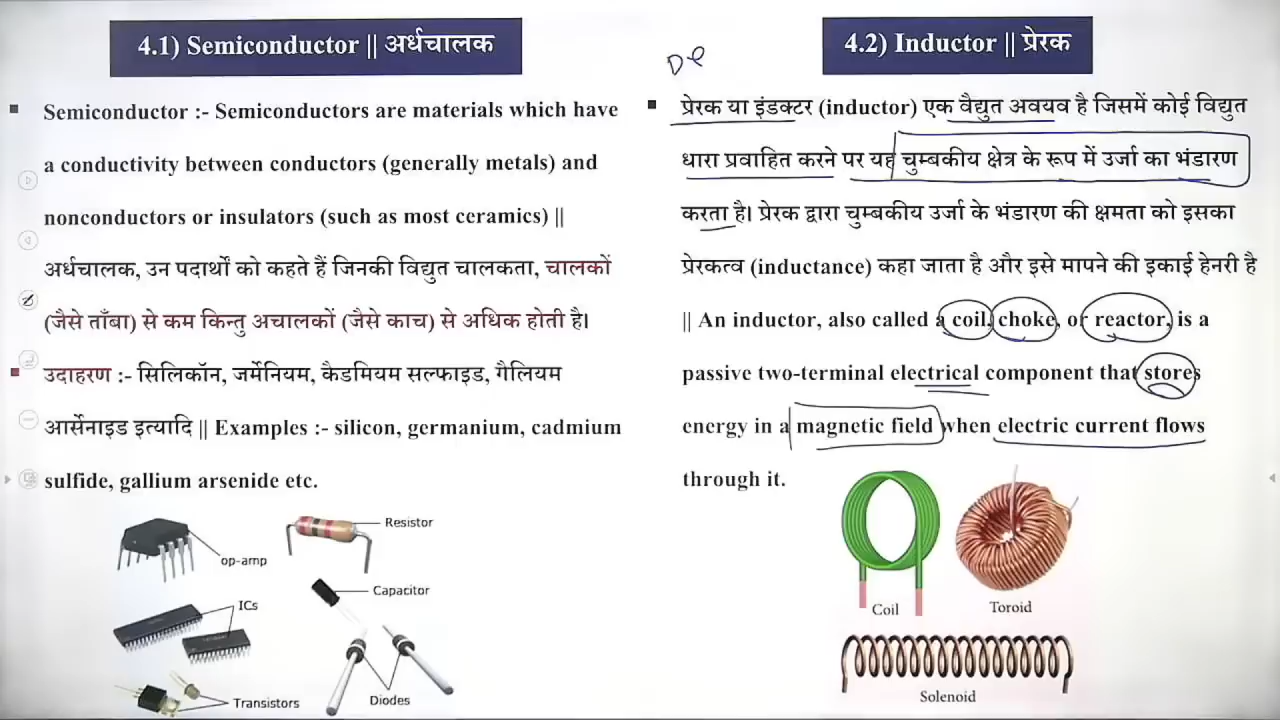 4.1) Semiconductor || अर्धचालक
Semiconductor :- Semiconductors are materials which have
a conductivity between conductors (generally metals) and
nonconductors or insulators (such as most ceramics) ||
अर्धचालक, उन पदार्थों को कहते हैं जिनकी विद्युत चालकता, चालकों
(जैसे ताँबा) से कम किन्तु अचालकों (जैसे काच) से अधिक होती है।
उदाहरण :- सिलिकॉन, जर्मेनियम, कैडमियम सल्फाइड, गैलियम
आर्सेनाइड इत्यादि || Examples :- silicon, germanium, cadmium
sulfide, gallium arsenide etc.
op-amp
Resistor
Capacitor
ICs
Diodes
Transistors
De
4.2) Inductor || प्रेरक
प्रेरक या इंडक्टर (inductor) एक वैद्युत अवयव है जिसमें कोई विद्युत
धारा प्रवाहित करने पर यह चुम्बकीय क्षेत्र के रूप में उर्जा का भंडारण
करता है। प्रेरक द्वारा चुम्बकीय उर्जा के भंडारण की क्षमता को इसका
प्रेरकत्व (inductance) कहा जाता है और इसे मापने की इकाई हेनरी है
|| An inductor, also called a coil, choke, or reactor, is a
passive two-terminal electrical component that stores
energy in a magnetic field when electric current flows
through it.
Coil
Toroid
Solenoid